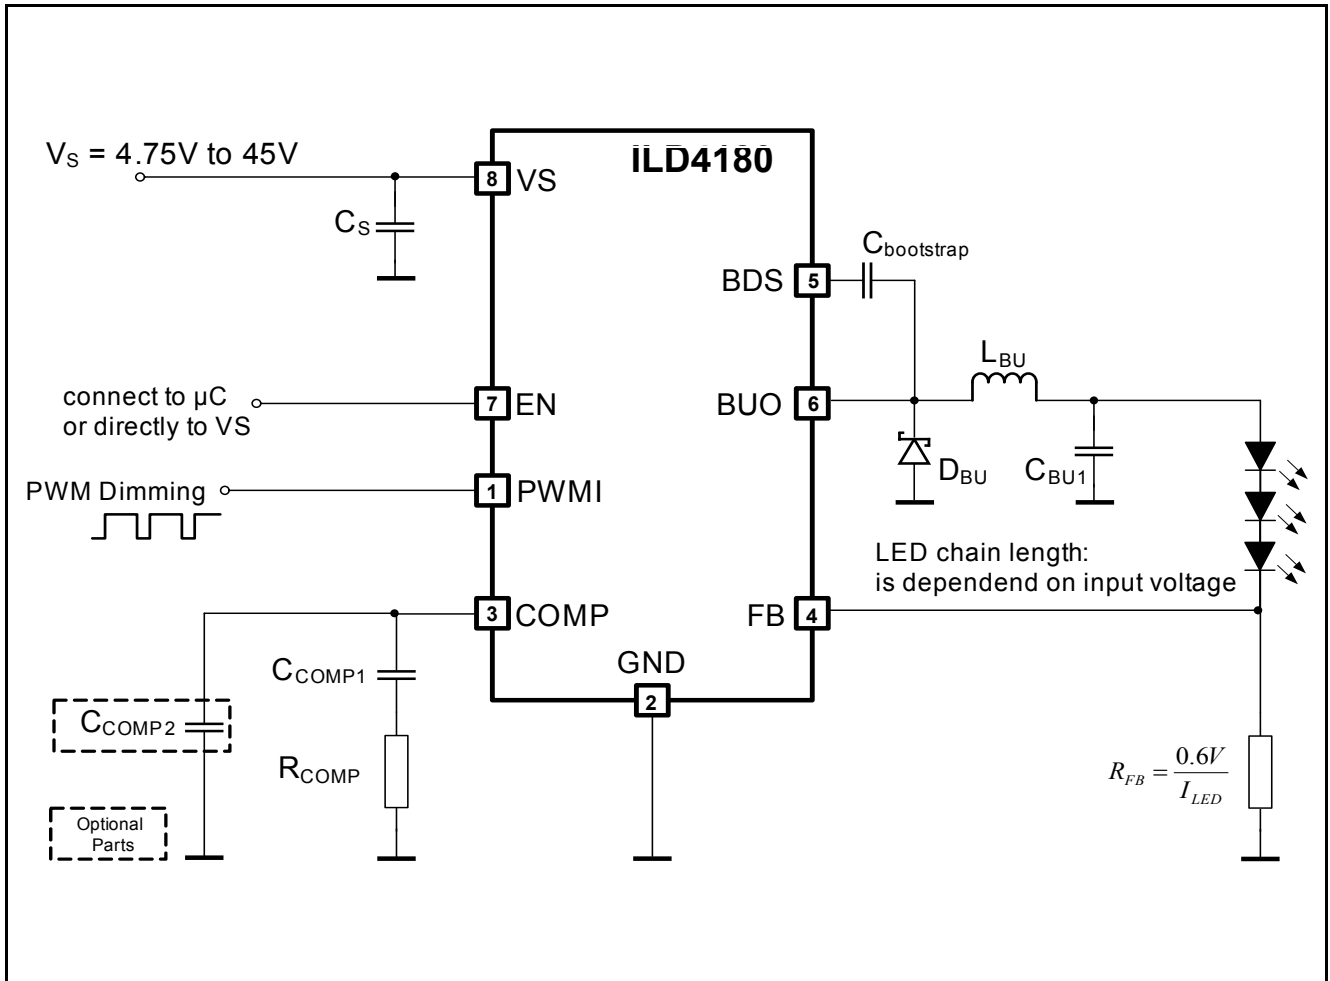 ILD4180
V_S = 4.75V to 45V
8
VS
C_S
C_bootstrap
BDS
5
L_BU
connect to µC
or directly to VS
7
EN
BUO
6
D_BU
C_BU1
PWM Dimming
1
PWMI
LED chain length:
is dependend on input voltage
3
COMP
FB
4
GND
2
C_COMP1
C_COMP2
R_COMP
R_FB = 0.6V / I_LED
Optional
Parts